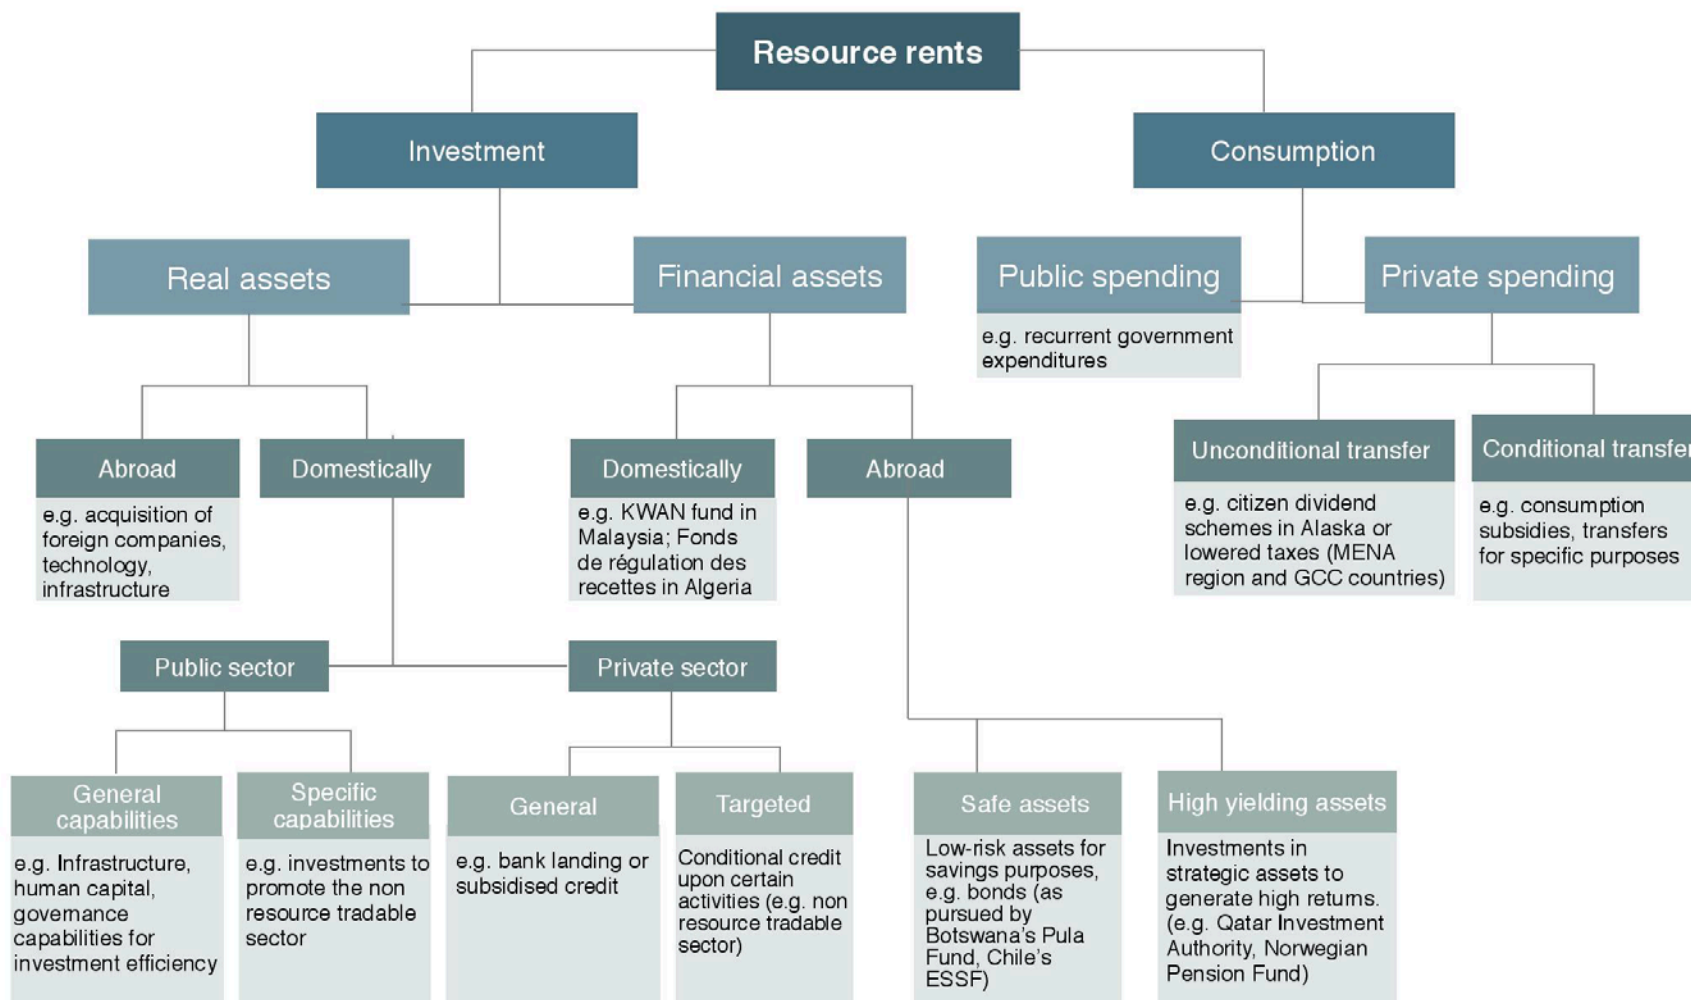 Resource rents
Investment
Consumption
Real assets
Financial assets
Public spending
e.g. recurrent government
expenditures
Private spending
Abroad
e.g. acquisition of
foreign companies,
technology,
infrastructure
Domestically
Domestically
e.g. KWAN fund in
Malaysia; Fonds
de régulation des
recettes in Algeria
Abroad
Unconditional transfer
e.g. citizen dividend
schemes in Alaska or
lowered taxes (MENA
region and GCC countries)
Conditional transfer
e.g. consumption
subsidies, transfers
for specific purposes
Public sector
Private sector
General
capabilities
e.g. Infrastructure,
human capital,
governance
capabilities for
investment efficiency
Specific
capabilities
e.g. investments to
promote the non
resource tradable
sector
General
e.g. bank landing or
subsidised credit
Targeted
Conditional credit
upon certain
activities (e.g. non
resource tradable
sector)
Safe assets
Low-risk assets for
savings purposes,
e.g. bonds (as
pursued by
Botswana's Pula
Fund, Chile's
ESSF)
High yielding assets
Investments in
strategic assets to
generate high returns.
(e.g. Qatar Investment
Authority, Norwegian
Pension Fund)